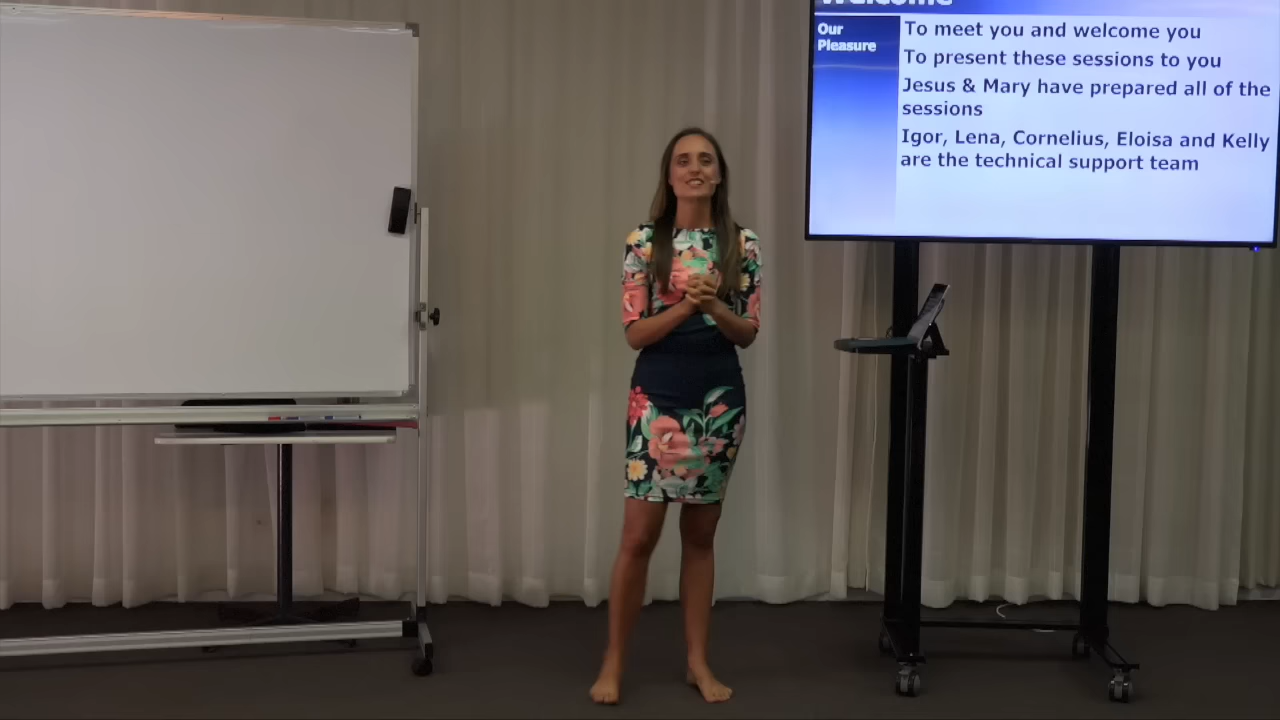 Welcome
Our
Pleasure
To meet you and welcome you
To present these sessions to you
Jesus & Mary have prepared all of the
sessions
Igor, Lena, Cornelius, Eloisa and Kelly
are the technical support team